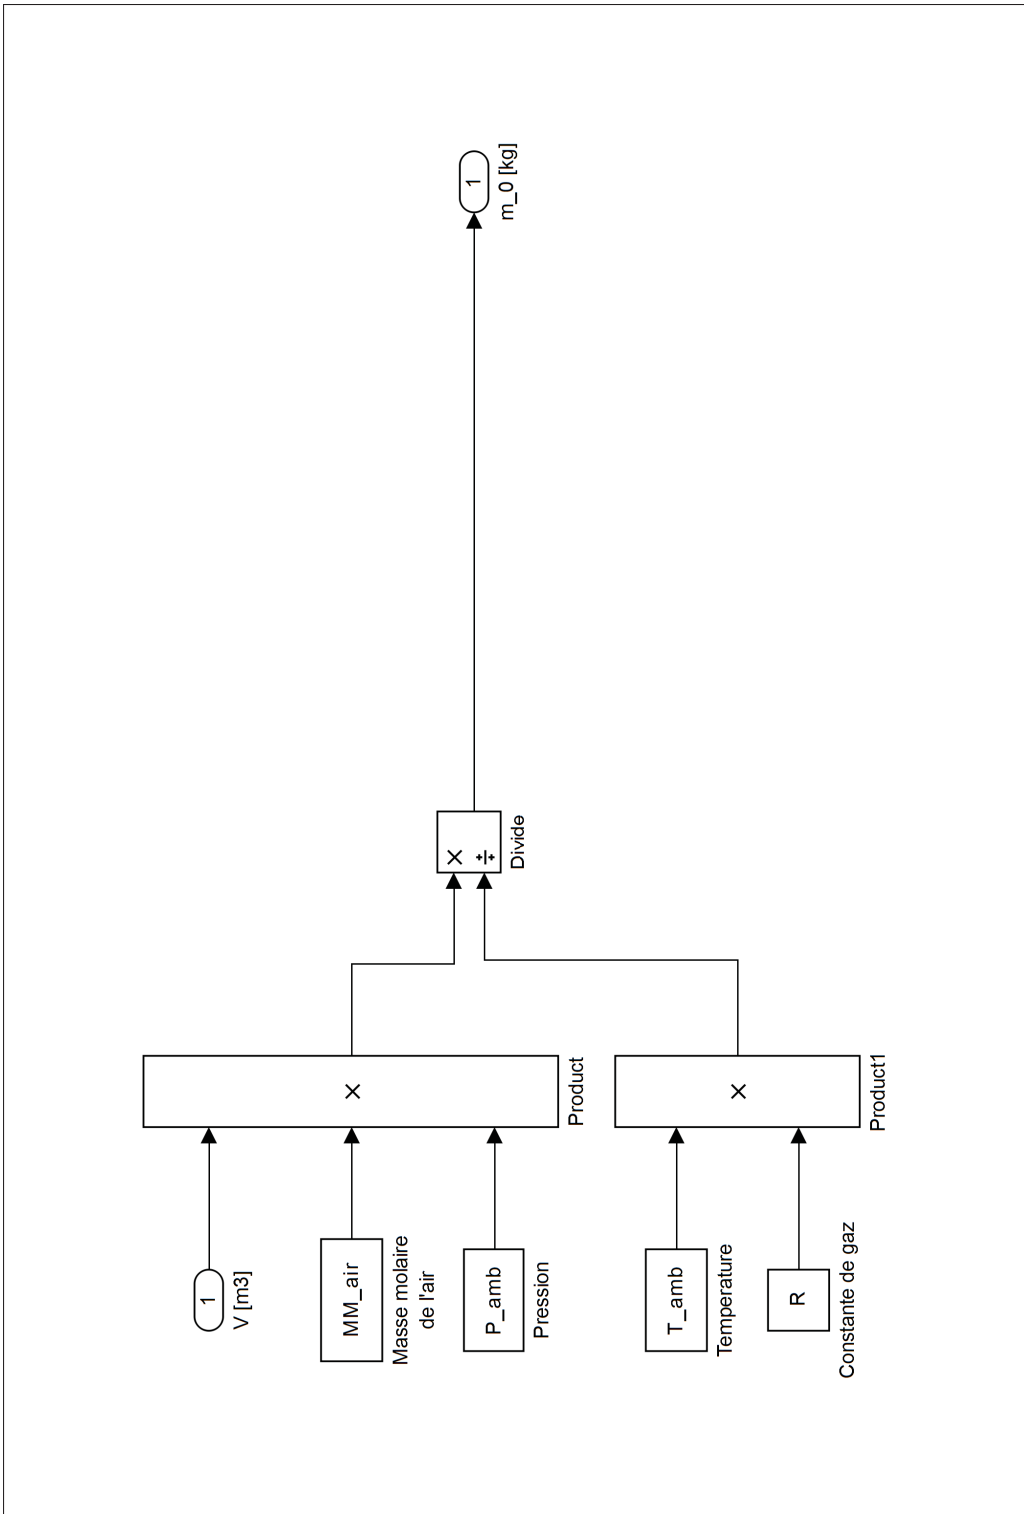 1
V [m3]
MM_air
Masse molaire
de l'air
P_amb
Pression
T_amb
Temperature
R
Constante de gaz
×
Product
×
Product1
×
÷
Divide
1
m_0 [kg]